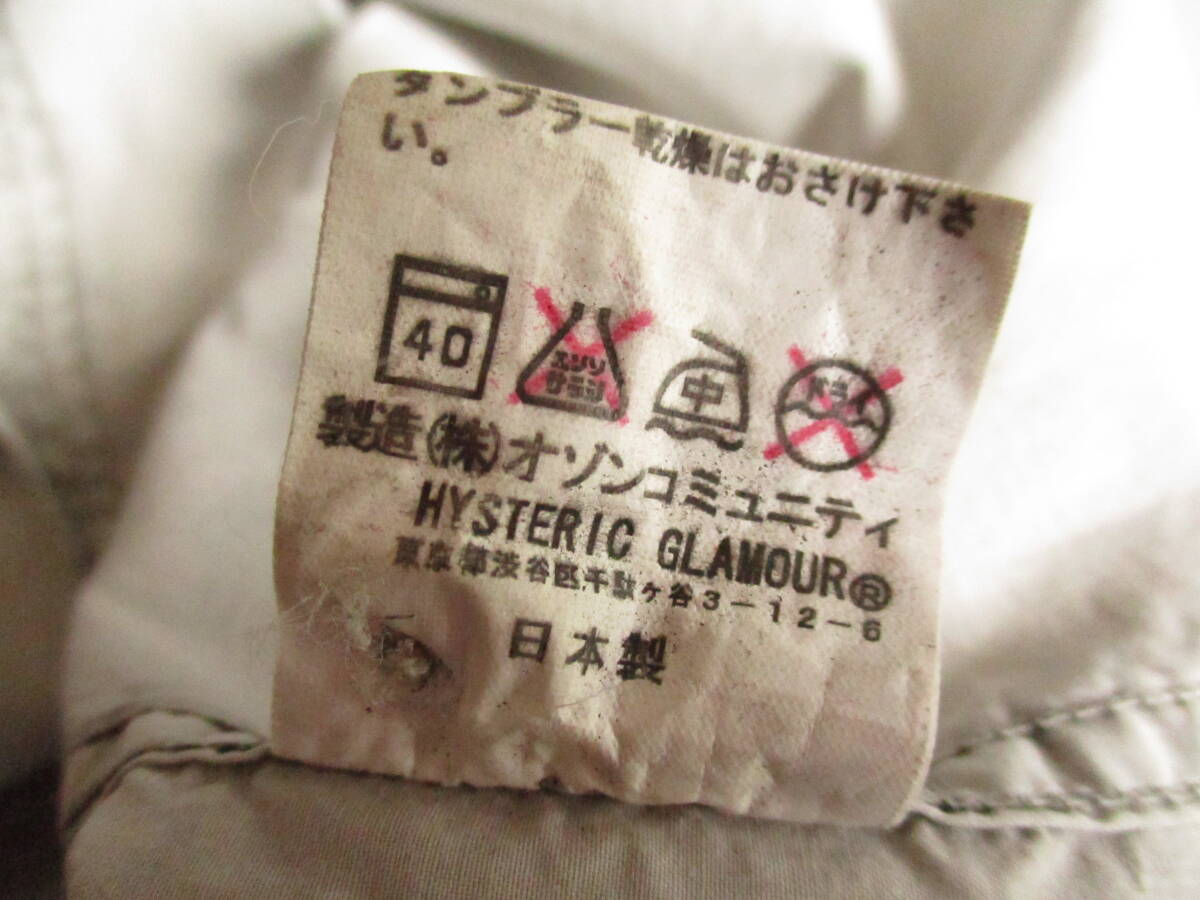 タンブラー乾燥はおさけ下さ
い。
40
エンソ
サラシ
中
ドライ
製造(株)オゾンコミュニティ
HYSTERIC GLAMOUR®
東京都渋谷区千駄ヶ谷3-12-6
日本製